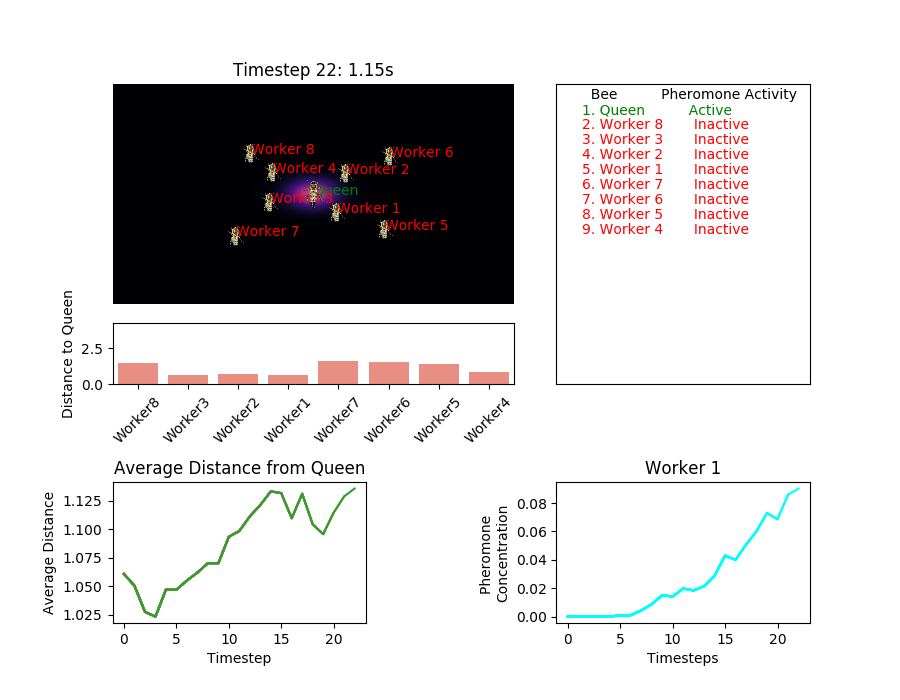 Timestep 22: 1.15s
Worker 8
Worker 6
Worker 4
Worker 2
Queen
Worker 3
Worker 1
Worker 5
Worker 7
Bee Pheromone Activity
1. Queen Active
2. Worker 8 Inactive
3. Worker 3 Inactive
4. Worker 2 Inactive
5. Worker 1 Inactive
6. Worker 7 Inactive
7. Worker 6 Inactive
8. Worker 5 Inactive
9. Worker 4 Inactive
Distance to Queen
2.5
0.0
Worker8
Worker3
Worker2
Worker1
Worker7
Worker6
Worker5
Worker4
Average Distance from Queen
Average Distance
1.125
1.100
1.075
1.050
1.025
0 5 10 15 20
Timestep
Worker 1
Pheromone
Concentration
0.08
0.06
0.04
0.02
0.00
0 5 10 15 20
Timesteps